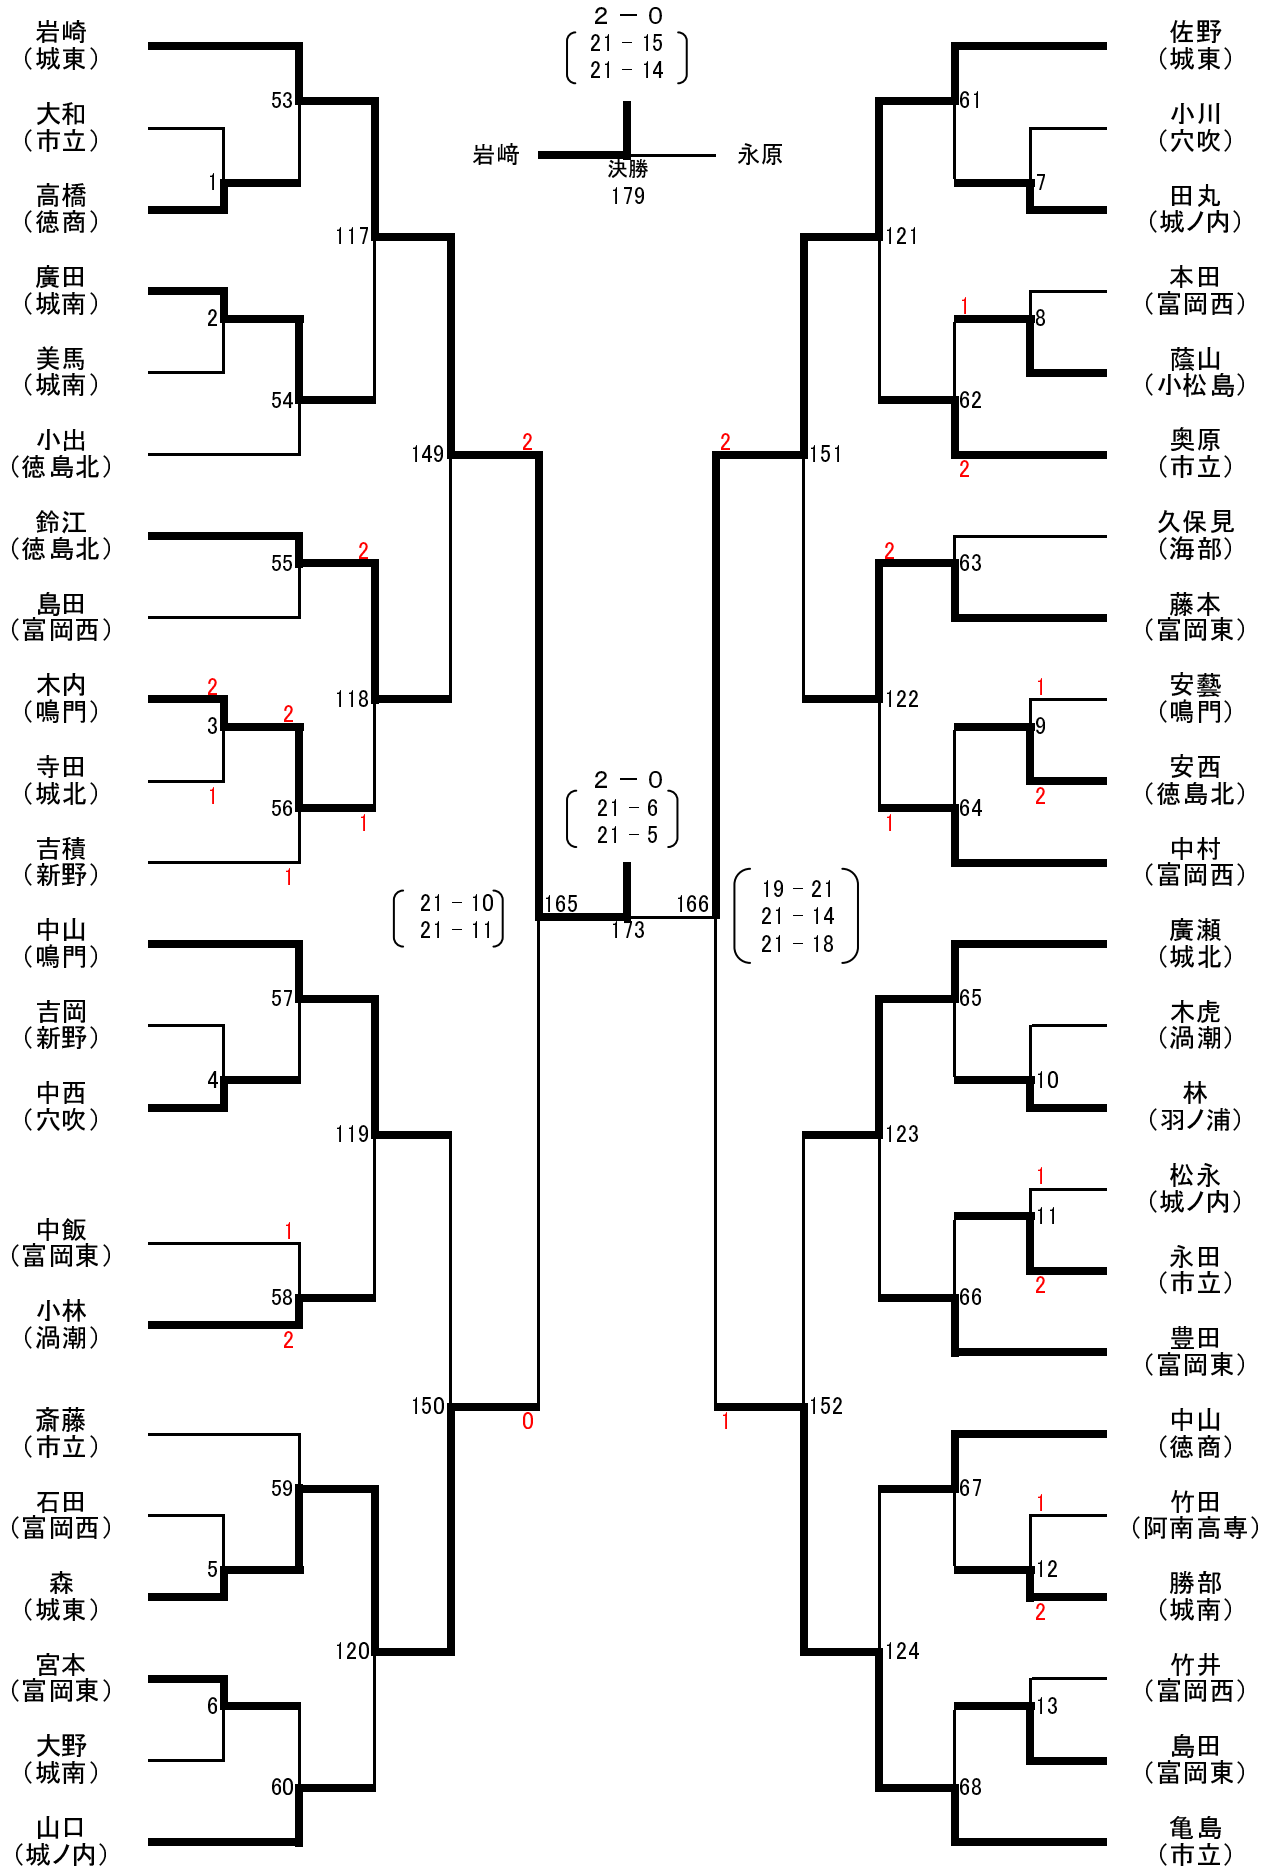 2 － 0
21 － 15
21 － 14
岩﨑
永原
決勝
179
岩崎
（城東）
大和
（市立）
高橋
（徳商）
廣田
（城南）
美馬
（城南）
小出
（徳島北）
鈴江
（徳島北）
島田
（富岡西）
木内
（鳴門）
寺田
（城北）
吉積
（新野）
中山
（鳴門）
吉岡
（新野）
中西
（穴吹）
中飯
（富岡東）
小林
（渦潮）
斎藤
（市立）
石田
（富岡西）
森
（城東）
宮本
（富岡東）
大野
（城南）
山口
（城ノ内）
1
2
2
3
1
4
5
6
53
54
55
2
56
1
57
1
58
2
59
60
117
2
118
1
119
120
149
150
2
165
0
21 － 10
21 － 11
2 － 0
21 － 6
21 － 5
173
2
166
1
19 － 21
21 － 14
21 － 18
151
152
121
2
122
1
123
124
61
1
62
2
63
64
65
66
67
68
7
8
1
9
2
10
1
11
2
1
12
2
13
佐野
（城東）
小川
（穴吹）
田丸
（城ノ内）
本田
（富岡西）
蔭山
（小松島）
奥原
（市立）
久保見
（海部）
藤本
（富岡東）
安藝
（鳴門）
安西
（徳島北）
中村
（富岡西）
廣瀬
（城北）
木虎
（渦潮）
林
（羽ノ浦）
松永
（城ノ内）
永田
（市立）
豊田
（富岡東）
中山
（徳商）
竹田
（阿南高専）
勝部
（城南）
竹井
（富岡西）
島田
（富岡東）
亀島
（市立）